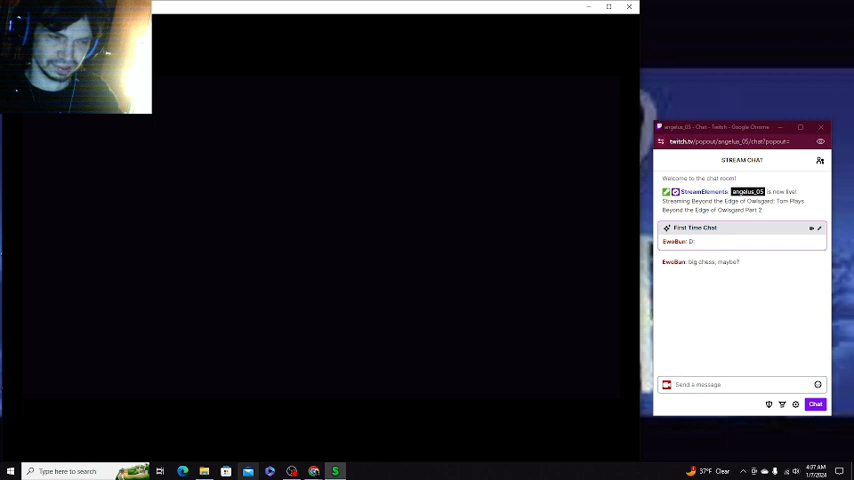 angelus_05 - Chat - Twitch - Google Chrome
twitch.tv/popout/angelus_05/chat?popout=
STREAM CHAT
Welcome to the chat room!
StreamElements: angelus_05 is now live!
Streaming Beyond the Edge of Owlsgard: Tom Plays
Beyond the Edge of Owlsgard Part 2
First Time Chat
EwoBun: D:
EwoBun: big chess, maybe?
Send a message
Chat
Type here to search
37°F Clear
4:07 AM
1/7/2024